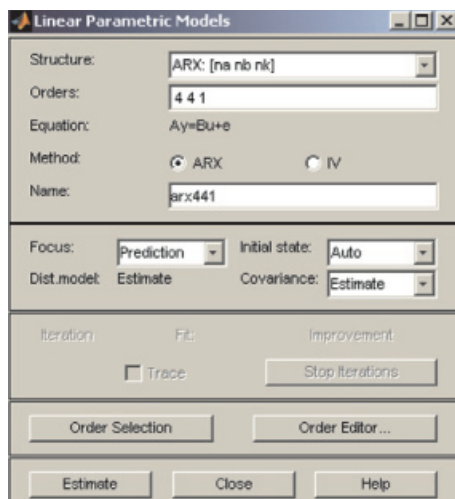 Linear Parametric Models
Structure: ARX: [na nb nk]
Orders: 4 4 1
Equation: Ay=Bu+e
Method: ARX IV
Name: arx441
Focus: Prediction Initial state: Auto
Dist.model: Estimate Covariance: Estimate
Iteration Fit: Improvement
Trace Stop Iterations
Order Selection Order Editor...
Estimate Close Help